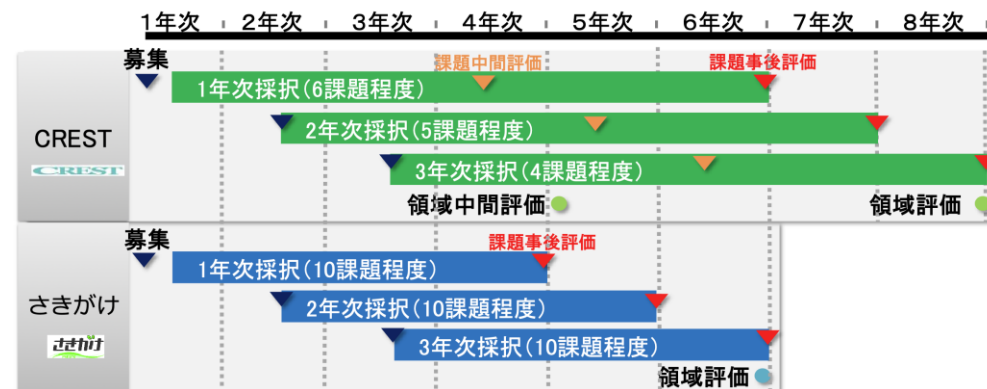 1年次 2年次 3年次 4年次 5年次 6年次 7年次 8年次
募集
課題中間評価
課題事後評価
1年次採択(6課題程度)
2年次採択(5課題程度)
CREST
CREST
3年次採択(4課題程度)
領域中間評価
領域評価
募集
課題事後評価
1年次採択(10課題程度)
さきがけ
さきがけ
2年次採択(10課題程度)
3年次採択(10課題程度)
領域評価